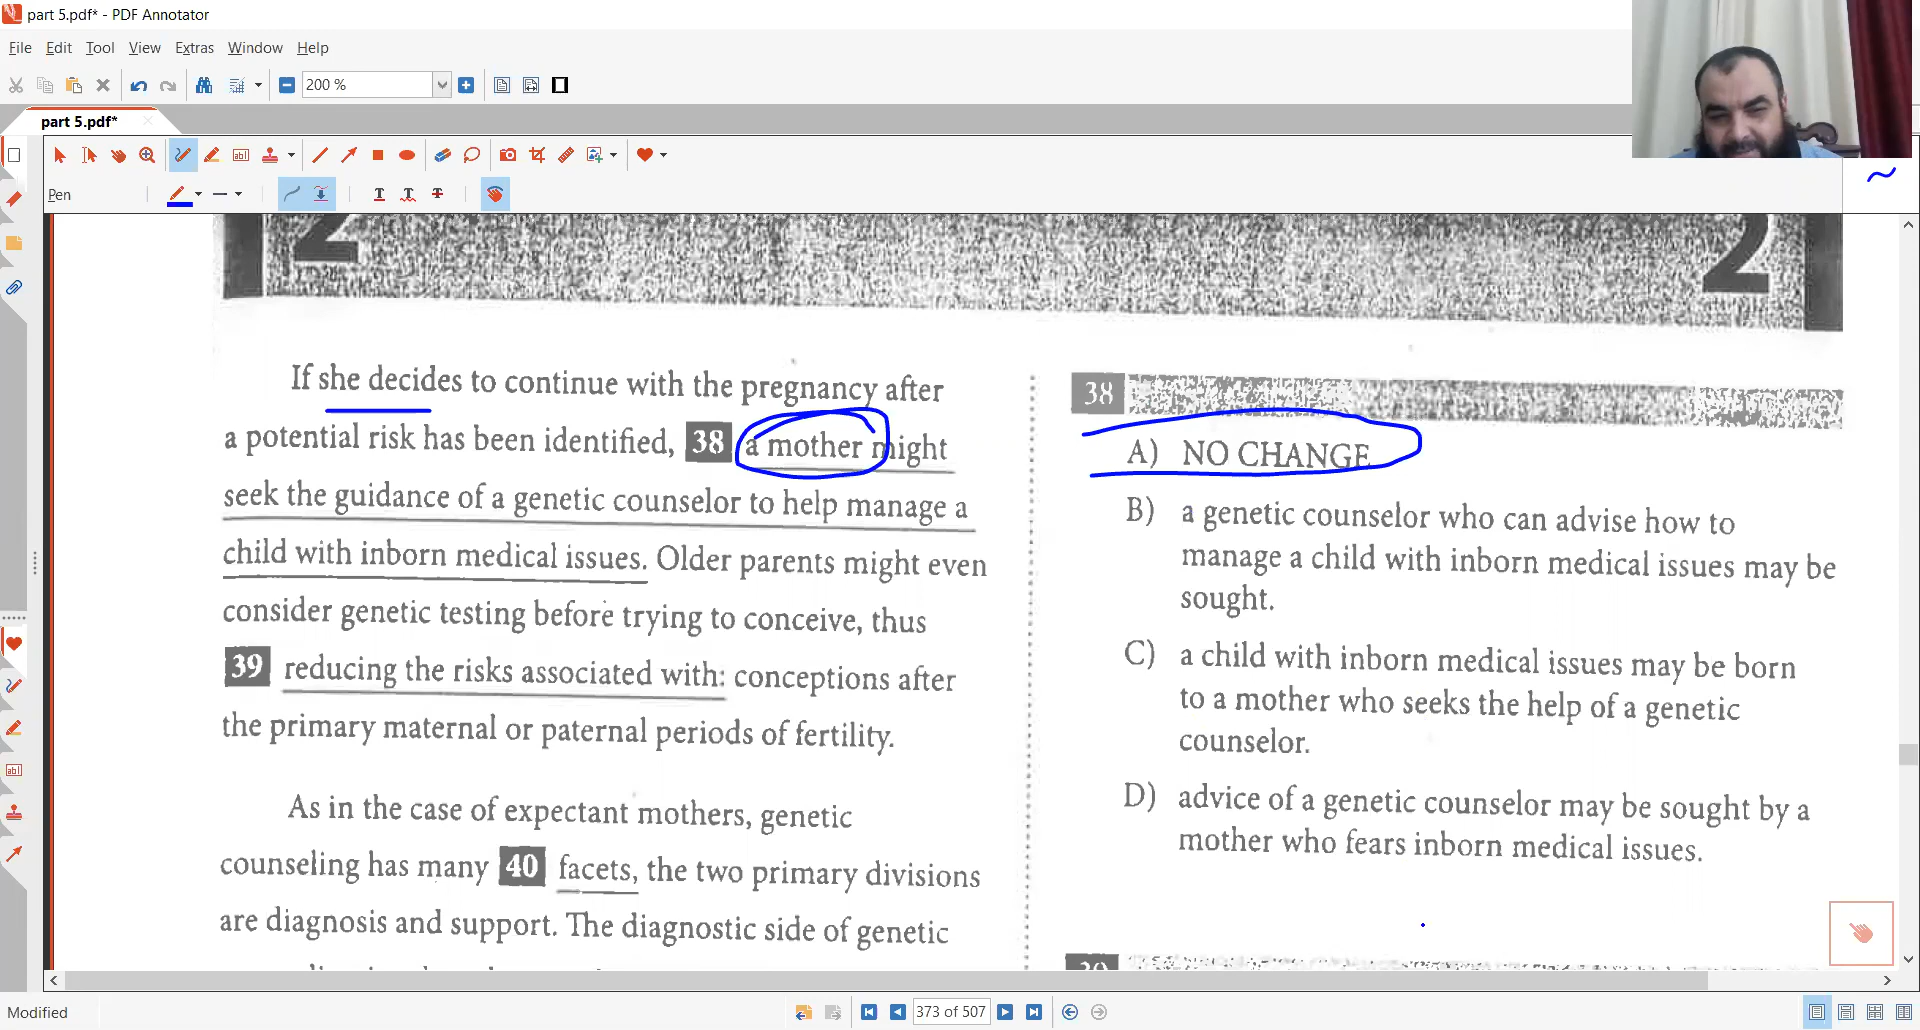 part 5.pdf* - PDF Annotator
File Edit Tool View Extras Window Help
200 %
part 5.pdf*
Pen
2
2
If she decides to continue with the pregnancy after
a potential risk has been identified, 38 a mother might
seek the guidance of a genetic counselor to help manage a
child with inborn medical issues. Older parents might even
consider genetic testing before trying to conceive, thus
39 reducing the risks associated with: conceptions after
the primary maternal or paternal periods of fertility.
As in the case of expectant mothers, genetic
counseling has many 40 facets, the two primary divisions
are diagnosis and support. The diagnostic side of genetic
38
A) NO CHANGE
B) a genetic counselor who can advise how to
manage a child with inborn medical issues may be
sought.
C) a child with inborn medical issues may be born
to a mother who seeks the help of a genetic
counselor.
D) advice of a genetic counselor may be sought by a
mother who fears inborn medical issues.
39
Modified
373 of 507